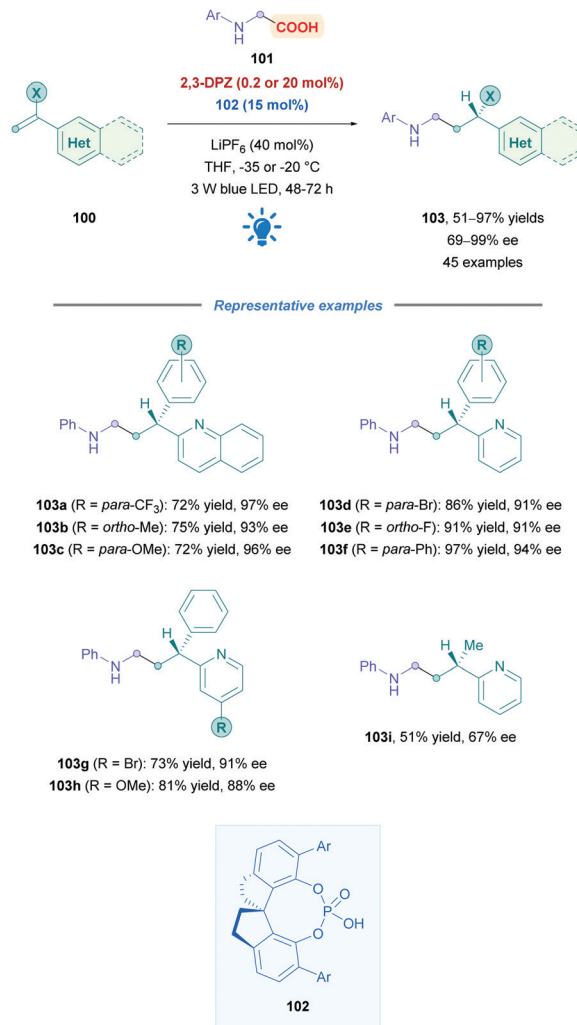 Ar
N
H
COOH
101
2,3-DPZ (0.2 or 20 mol%)
102 (15 mol%)
LiPF6 (40 mol%)
THF, -35 or -20 °C
3 W blue LED, 48-72 h
X
Het
100
H
X
Ar
N
H
Het
103, 51–97% yields
69–99% ee
45 examples
Representative examples
R
H
N
Ph
N
H
103a (R = para-CF3): 72% yield, 97% ee
103b (R = ortho-Me): 75% yield, 93% ee
103c (R = para-OMe): 72% yield, 96% ee
R
H
N
Ph
N
H
103d (R = para-Br): 86% yield, 91% ee
103e (R = ortho-F): 91% yield, 91% ee
103f (R = para-Ph): 97% yield, 94% ee
H
N
Ph
N
H
R
103g (R = Br): 73% yield, 91% ee
103h (R = OMe): 81% yield, 88% ee
H
Me
N
Ph
N
H
103i, 51% yield, 67% ee
Ar
O
O
P
OH
O
Ar
102